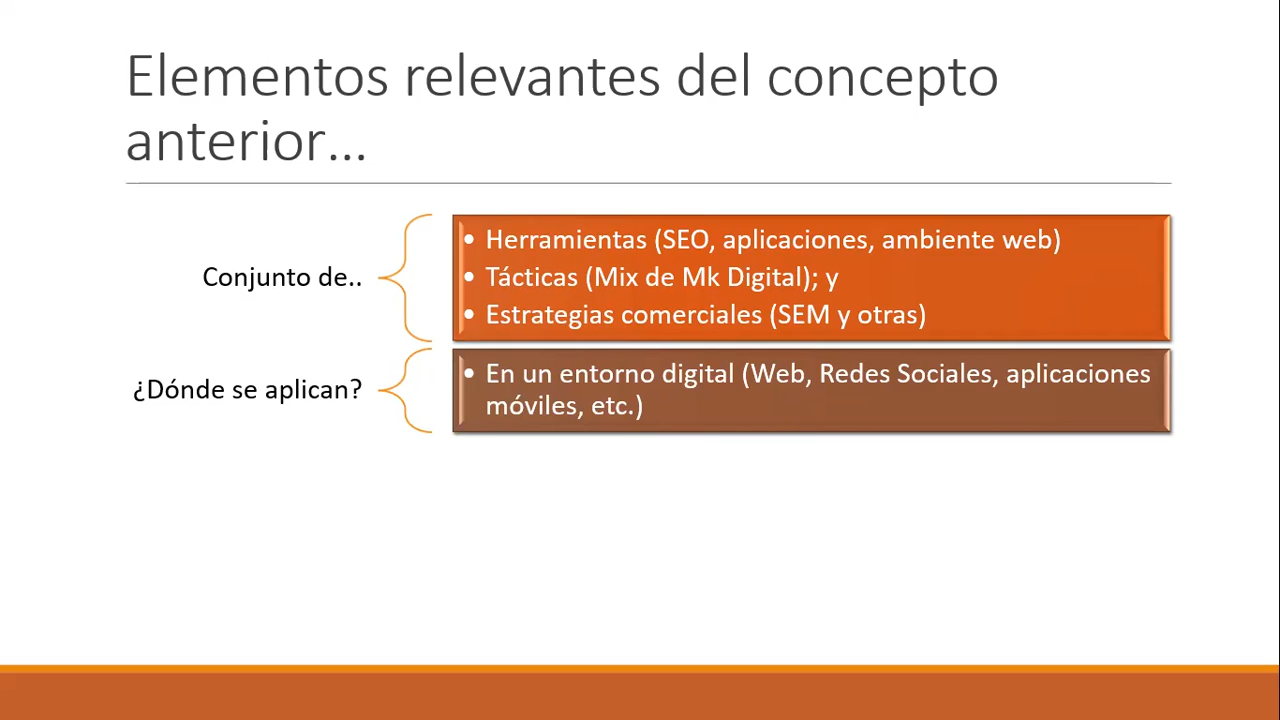 Elementos relevantes del concepto
anterior...
Conjunto de..
• Herramientas (SEO, aplicaciones, ambiente web)
• Tácticas (Mix de Mk Digital); y
• Estrategias comerciales (SEM y otras)
¿Dónde se aplican?
• En un entorno digital (Web, Redes Sociales, aplicaciones
móviles, etc.)